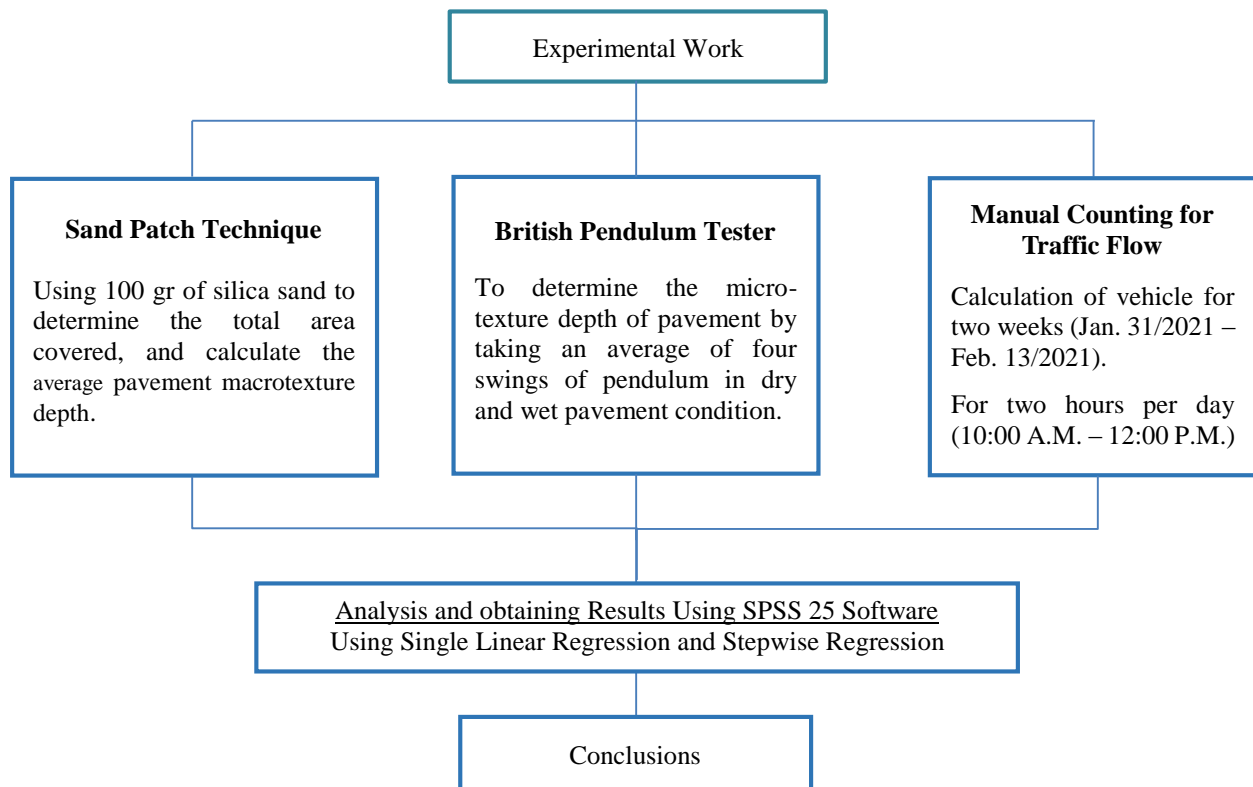 Experimental Work
Sand Patch Technique
Using 100 gr of silica sand to
determine the total area
covered, and calculate the
average pavement macrotexture
depth.
British Pendulum Tester
To determine the micro-
texture depth of pavement by
taking an average of four
swings of pendulum in dry
and wet pavement condition.
Manual Counting for
Traffic Flow
Calculation of vehicle for
two weeks (Jan. 31/2021 –
Feb. 13/2021).
For two hours per day
(10:00 A.M. – 12:00 P.M.)
Analysis and obtaining Results Using SPSS 25 Software
Using Single Linear Regression and Stepwise Regression
Conclusions